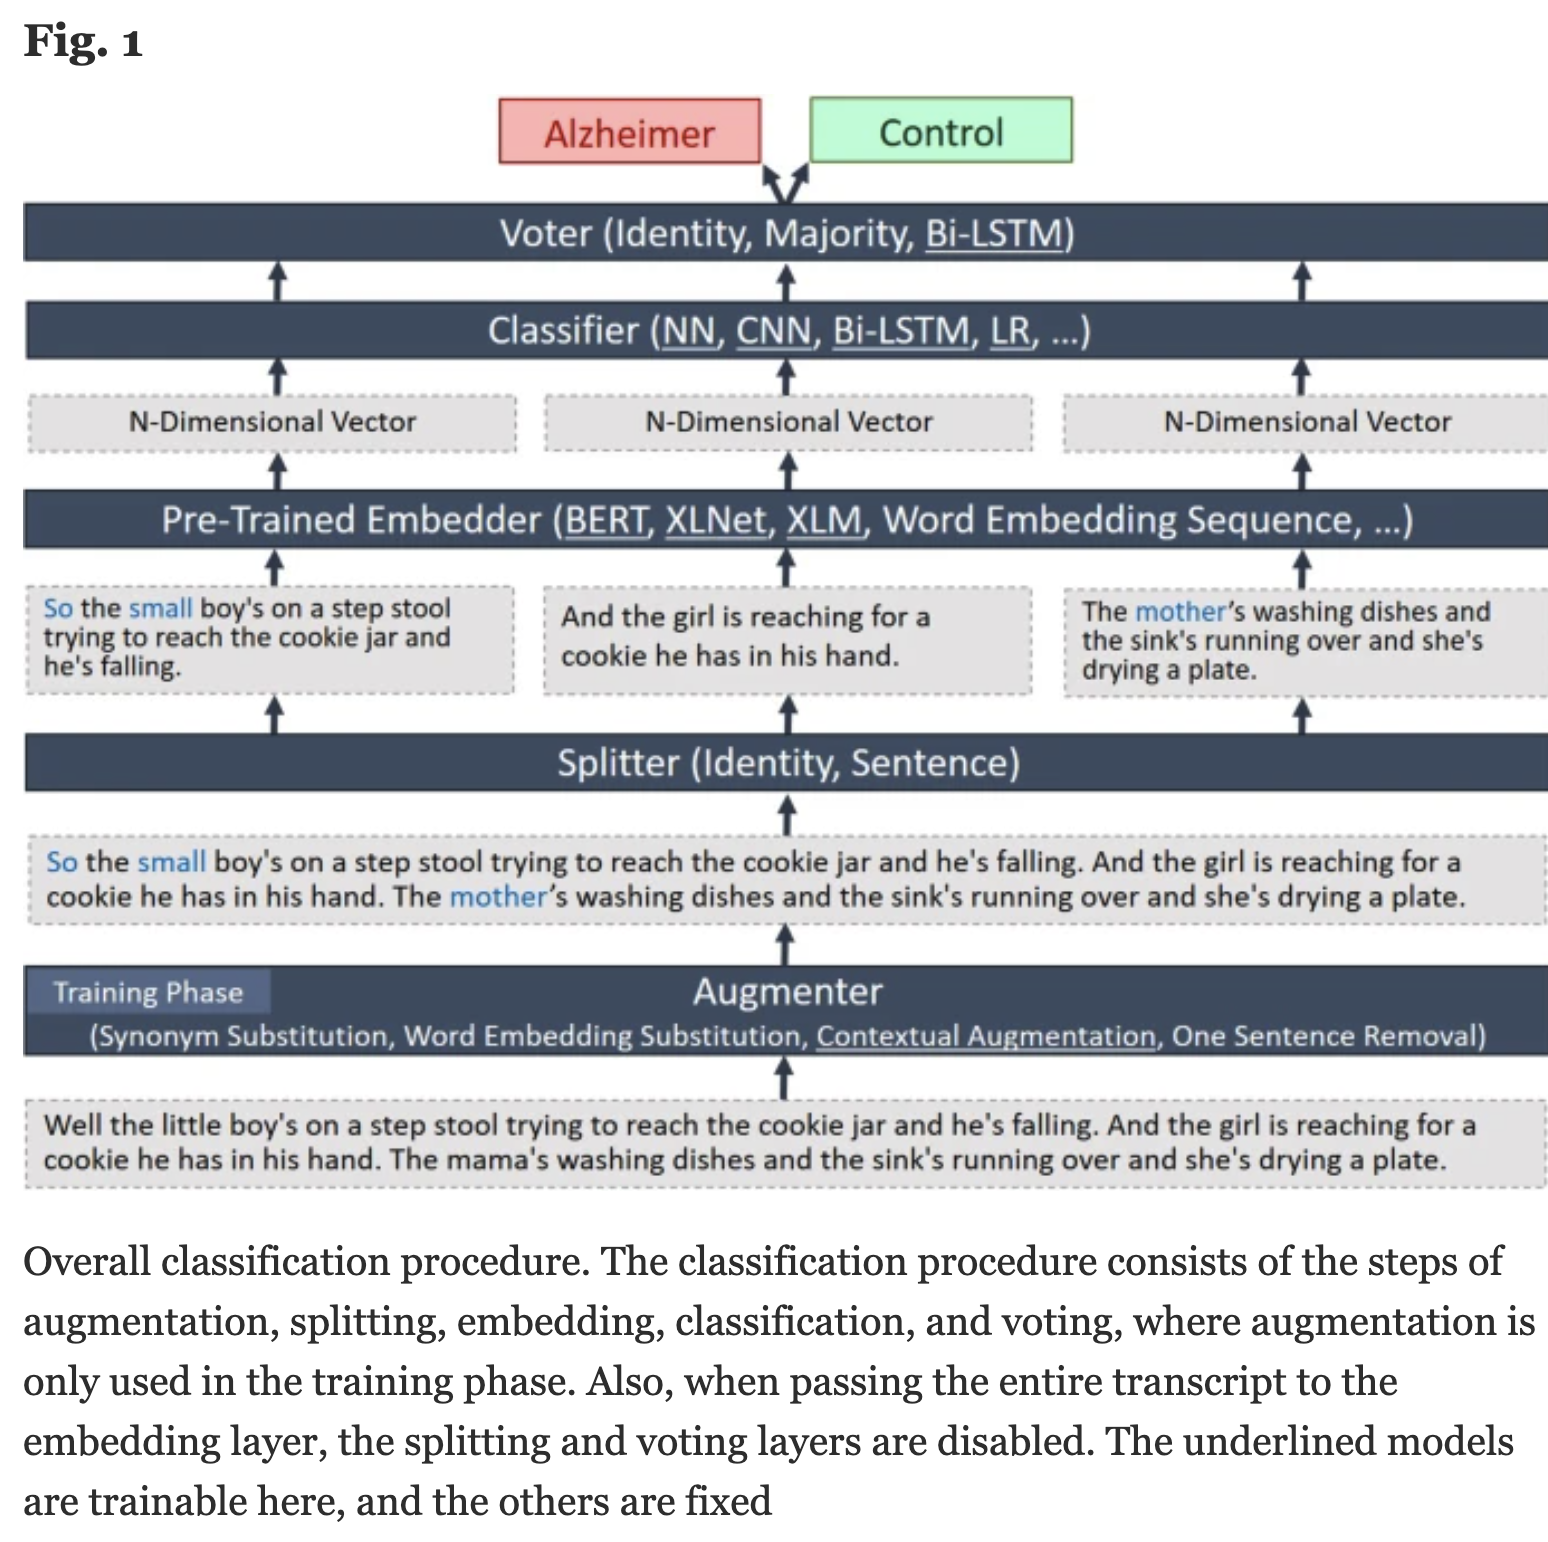 Fig. 1
Alzheimer
Control
Voter (Identity, Majority, Bi-LSTM)
Classifier (NN, CNN, Bi-LSTM, LR, ...)
N-Dimensional Vector
N-Dimensional Vector
N-Dimensional Vector
Pre-Trained Embedder (BERT, XLNet, XLM, Word Embedding Sequence, ...)
So the small boy's on a step stool
trying to reach the cookie jar and
he's falling.
And the girl is reaching for a
cookie he has in his hand.
The mother’s washing dishes and
the sink's running over and she's
drying a plate.
Splitter (Identity, Sentence)
So the small boy's on a step stool trying to reach the cookie jar and he's falling. And the girl is reaching for a
cookie he has in his hand. The mother’s washing dishes and the sink's running over and she's drying a plate.
Training Phase
Augmenter
(Synonym Substitution, Word Embedding Substitution, Contextual Augmentation, One Sentence Removal)
Well the little boy's on a step stool trying to reach the cookie jar and he's falling. And the girl is reaching for a
cookie he has in his hand. The mama's washing dishes and the sink's running over and she's drying a plate.
Overall classification procedure. The classification procedure consists of the steps of
augmentation, splitting, embedding, classification, and voting, where augmentation is
only used in the training phase. Also, when passing the entire transcript to the
embedding layer, the splitting and voting layers are disabled. The underlined models
are trainable here, and the others are fixed